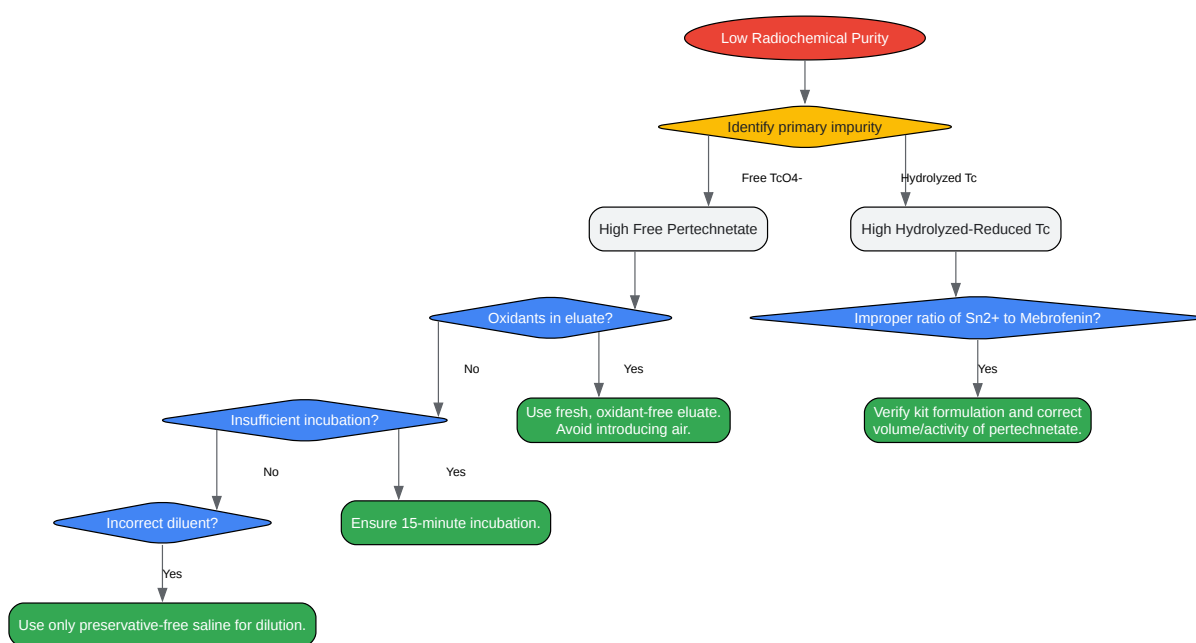 Low Radiochemical Purity
Identify primary impurity
Free TcO4-
Hydrolyzed Tc
High Free Pertechnetate
High Hydrolyzed-Reduced Tc
Oxidants in eluate?
Improper ratio of Sn2+ to Mebrofenin?
No
Yes
Yes
Insufficient incubation?
Use fresh, oxidant-free eluate.
Avoid introducing air.
Verify kit formulation and correct
volume/activity of pertechnetate.
No
Yes
Incorrect diluent?
Ensure 15-minute incubation.
Yes
Use only preservative-free saline for dilution.